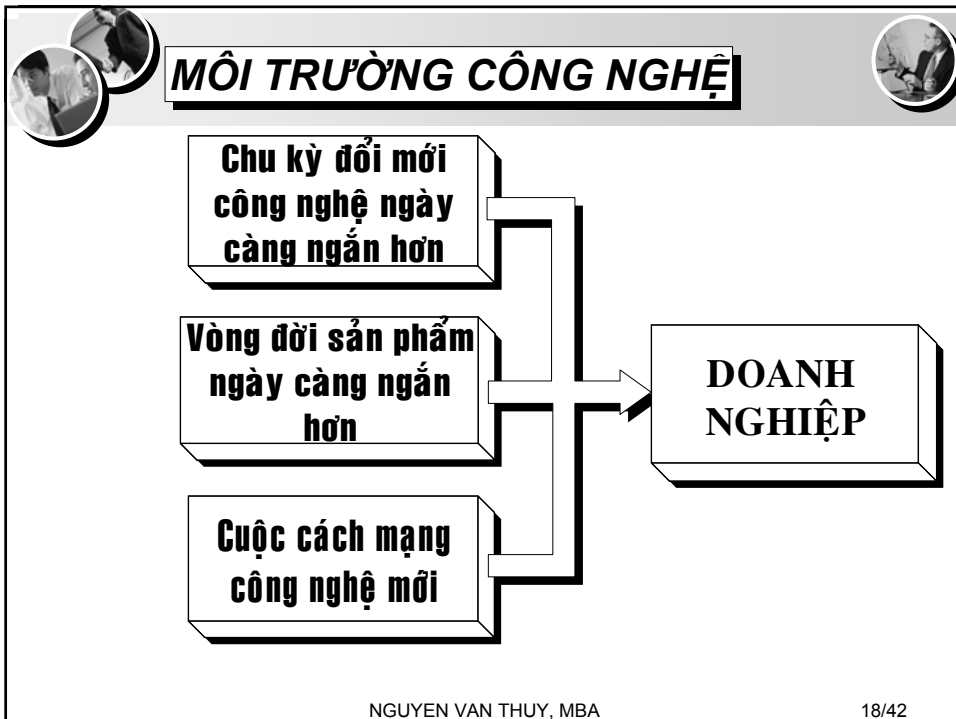 MÔI TRƯỜNG CÔNG NGHỆ
Chu kỳ đổi mới
công nghệ ngày
càng ngắn hơn
Vòng đời sản phẩm
ngày càng ngắn
hơn
Cuộc cách mạng
công nghệ mới
DOANH
NGHIỆP
NGUYEN VAN THUY, MBA
18/42